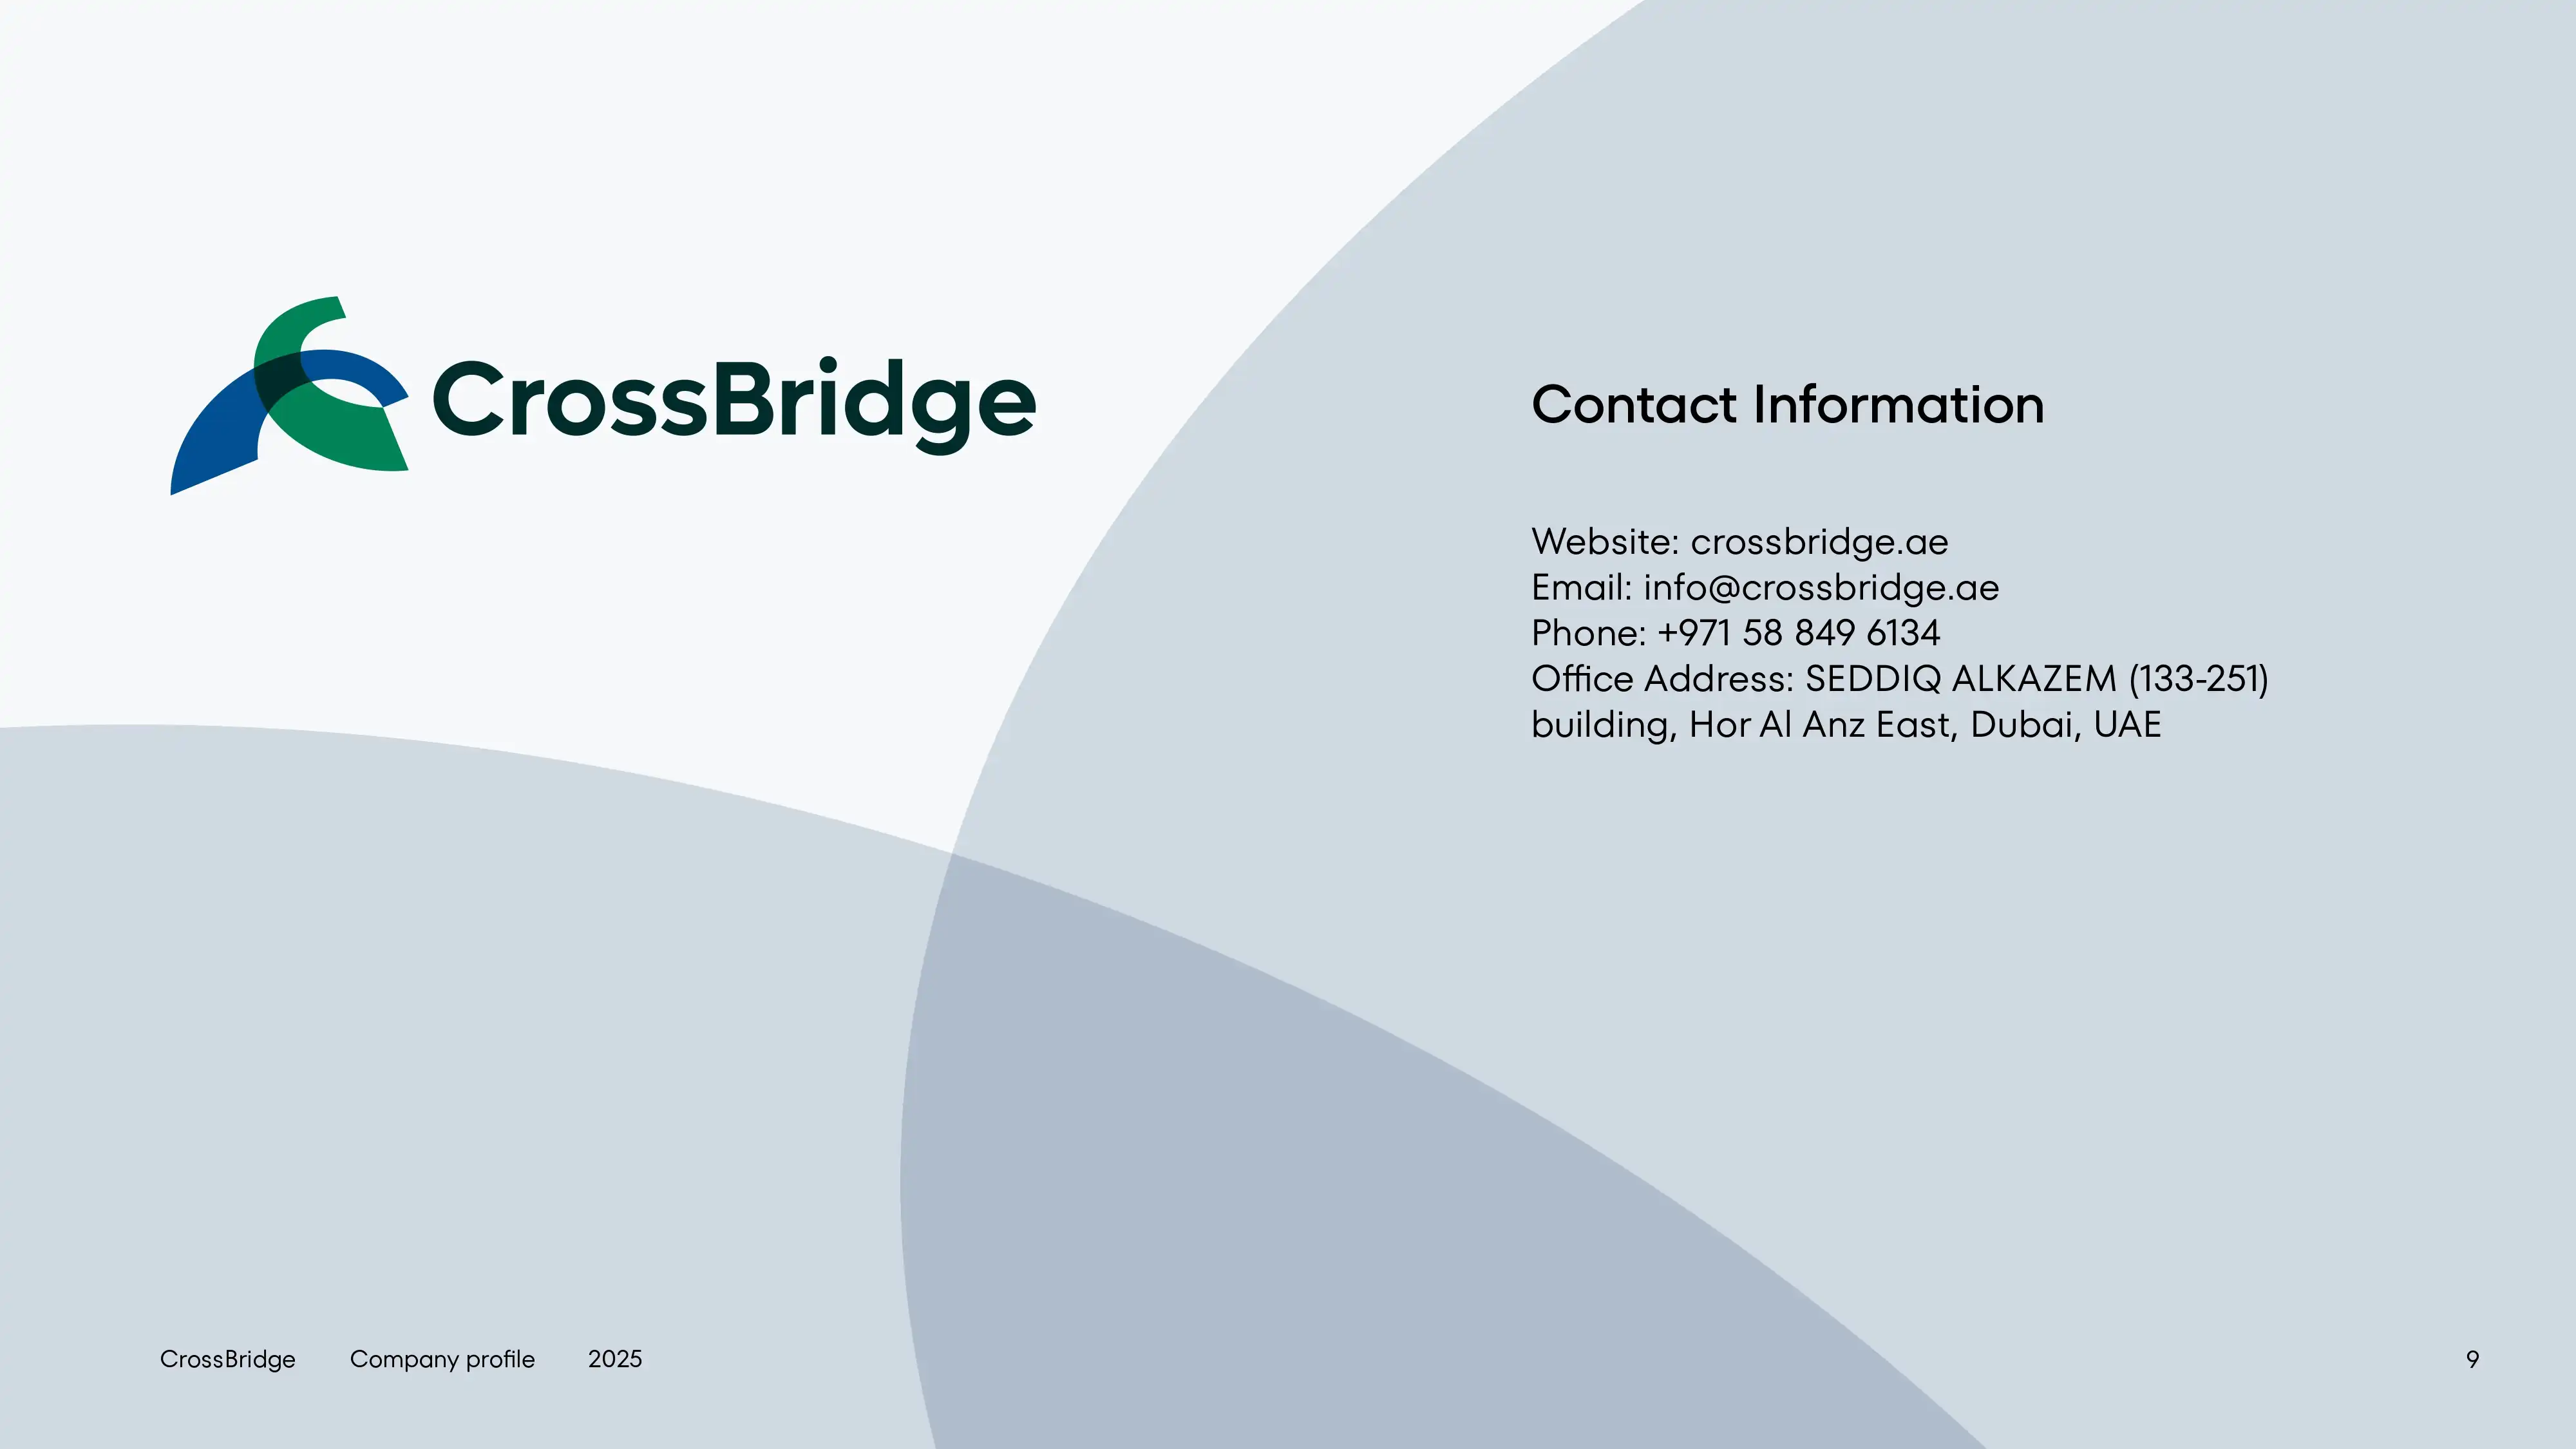 CrossBridge
Contact Information
Website: crossbridge.ae
Email: info@crossbridge.ae
Phone: +971 58 849 6134
Office Address: SEDDIQ ALKAZEM (133-251)
building, Hor Al Anz East, Dubai, UAE
CrossBridge Company profile 2025 9